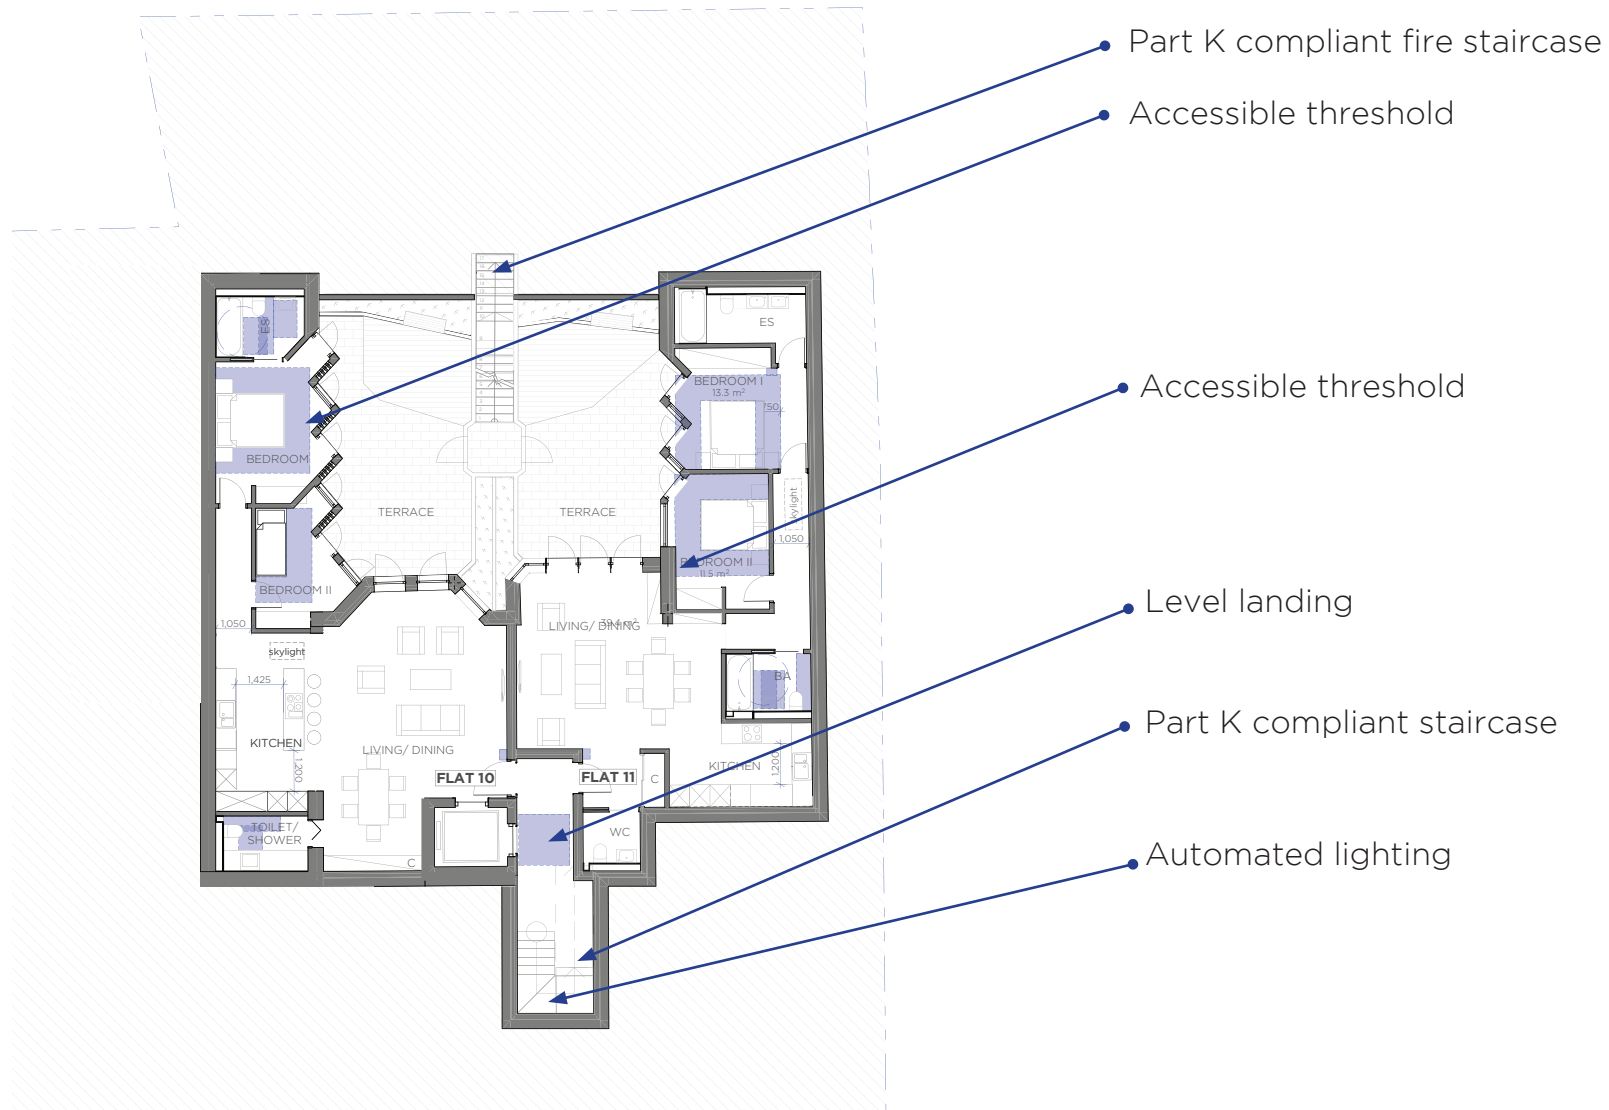 Part K compliant fire staircase
Accessible threshold
Accessible threshold
Level landing
Part K compliant staircase
Automated lighting
ES
ES
BEDROOM I
13.3 m²
750
BEDROOM
TERRACE
TERRACE
skylight
1,050
BEDROOM II
11.5 m²
BEDROOM II
1,050
LIVING/ DINING
skylight
1,425
BA
KITCHEN
1,200
LIVING/ DINING
FLAT 10
FLAT 11
C
KITCHEN
1,200
TOILET/
SHOWER
WC
C